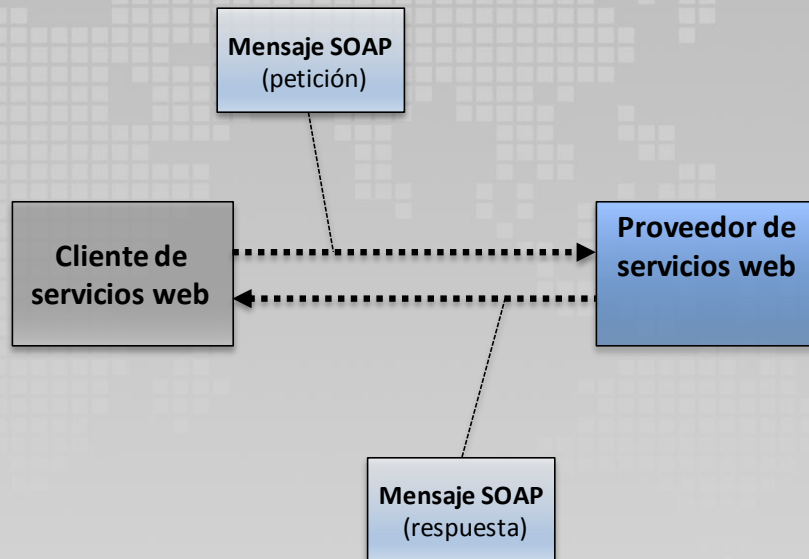 Mensaje SOAP
(petición)
Cliente de
servicios web
Proveedor de
servicios web
Mensaje SOAP
(respuesta)